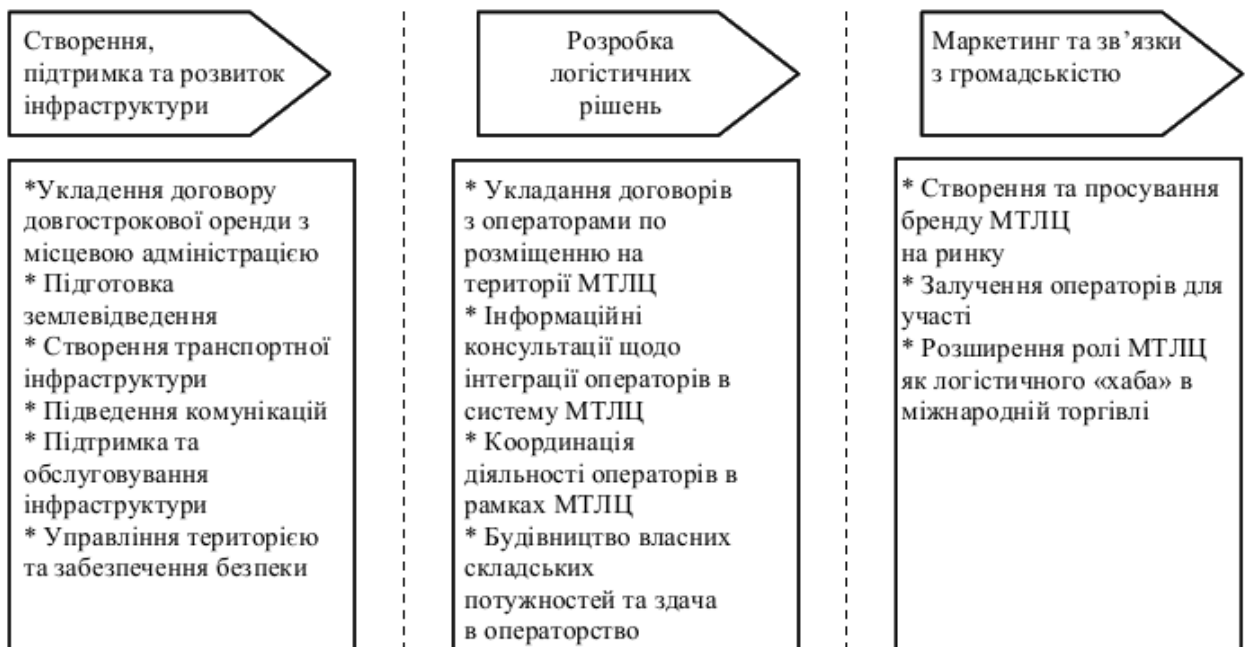 Створення,
підтримка та розвиток
інфраструктури
*Укладення договору
довгострокової оренди з
місцевою адміністрацією
* Підготовка
землевідведення
* Створення транспортної
інфраструктури
* Підведення комунікацій
* Підтримка та
обслуговування
інфраструктури
* Управління територією
та забезпечення безпеки
Розробка
логістичних
рішень
* Укладання договорів
з операторами по
розміщенню на
території МТЛЦ
* Інформаційні
консультації щодо
інтеграції операторів в
систему МТЛЦ
* Координація
діяльності операторів в
рамках МТЛЦ
* Будівництво власних
складських
потужностей та здача
в операторство
Маркетинг та зв’язки
з громадськістю
* Створення та просування
бренду МТЛЦ
на ринку
* Залучення операторів для
участі
* Розширення ролі МТЛЦ
як логістичного «хаба» в
міжнародній торгівлі